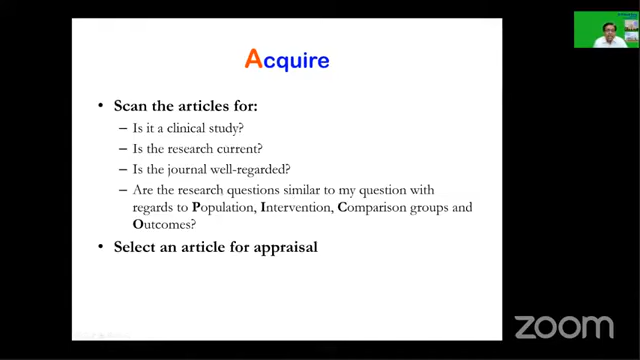 Acquire
• Scan the articles for:
– Is it a clinical study?
– Is the research current?
– Is the journal well-regarded?
– Are the research questions similar to my question with
regards to Population, Intervention, Comparison groups and
Outcomes?
• Select an article for appraisal
zoom